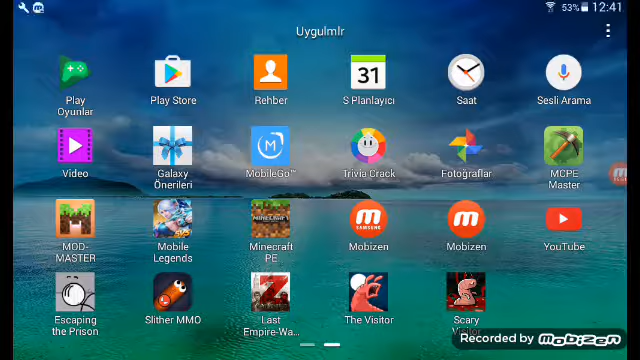 53% 12:41
Uygulmlr
31
Play
Oyunlar
Play Store
Rehber
S Planlayıcı
Saat
Sesli Arama
Video
Galaxy
Önerileri
MobileGo™
Trivia Crack
Fotoğraflar
MCPE
Master
MOD-
MASTER
Mobile
Legends
MINECRAFT
Minecraft
PE
SAMSUNG
Mobizen
Mobizen
YouTube
Escaping
the Prison
Slither MMO
Last
Empire-Wa...
The Visitor
Scary
Recorded by MOBIZEN